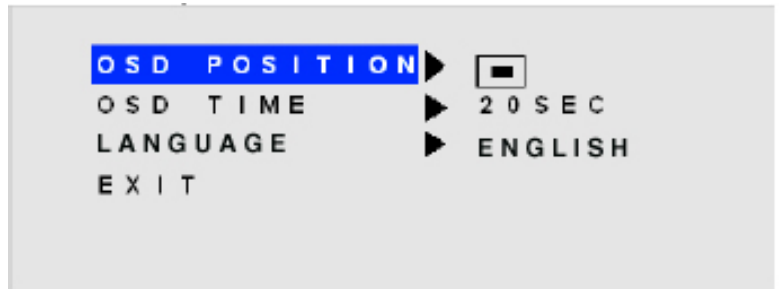 OSD POSITION
OSD TIME 20SEC
LANGUAGE ENGLISH
EXIT